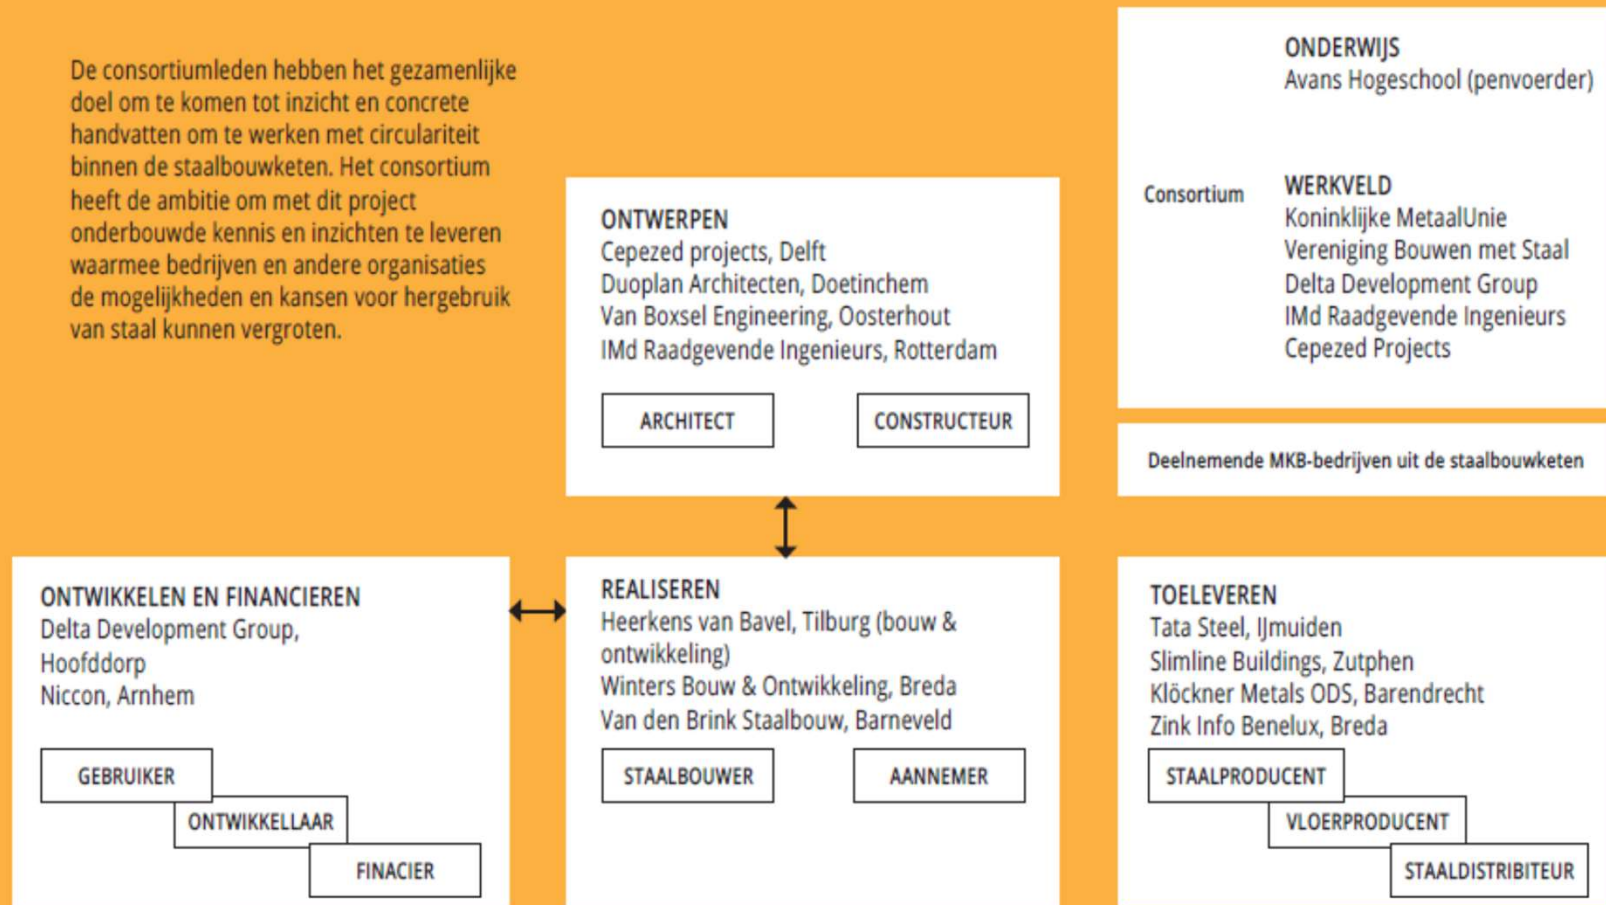 De consortiumleden hebben het gezamenlijke
doel om te komen tot inzicht en concrete
handvatten om te werken met circulariteit
binnen de staalbouwketen. Het consortium
heeft de ambitie om met dit project
onderbouwde kennis en inzichten te leveren
waarmee bedrijven en andere organisaties
de mogelijkheden en kansen voor hergebruik
van staal kunnen vergroten.
ONTWERPEN
Cepezed projects, Delft
Duoplan Architecten, Doetinchem
Van Boxsel Engineering, Oosterhout
IMd Raadgevende Ingenieurs, Rotterdam
ARCHITECT
CONSTRUCTEUR
ONDERWIJS
Avans Hogeschool (penvoerder)
Consortium
WERKVELD
Koninklijke MetaalUnie
Vereniging Bouwen met Staal
Delta Development Group
IMd Raadgevende Ingenieurs
Cepezed Projects
Deelnemende MKB-bedrijven uit de staalbouwketen
ONTWIKKELEN EN FINANCIEREN
Delta Development Group,
Hoofddorp
Niccon, Arnhem
GEBRUIKER
ONTWIKKELLAAR
FINACIER
REALISEREN
Heerkens van Bavel, Tilburg (bouw &
ontwikkeling)
Winters Bouw & Ontwikkeling, Breda
Van den Brink Staalbouw, Barneveld
STAALBOUWER
AANNEMER
TOELEVEREN
Tata Steel, IJmuiden
Slimline Buildings, Zutphen
Klöckner Metals ODS, Barendrecht
Zink Info Benelux, Breda
STAALPRODUCENT
VLOERPRODUCENT
STAALDISTRIBITEUR